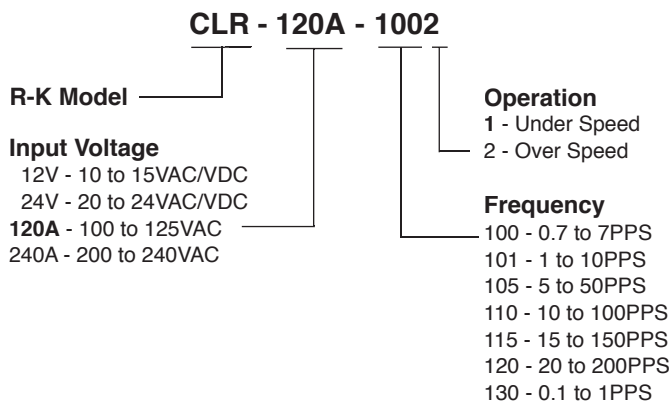 CLR - 120A - 1002
R-K Model
Input Voltage
12V - 10 to 15VAC/VDC
24V - 20 to 24VAC/VDC
120A - 100 to 125VAC
240A - 200 to 240VAC
Operation
1 - Under Speed
2 - Over Speed
Frequency
100 - 0.7 to 7PPS
101 - 1 to 10PPS
105 - 5 to 50PPS
110 - 10 to 100PPS
115 - 15 to 150PPS
120 - 20 to 200PPS
130 - 0.1 to 1PPS